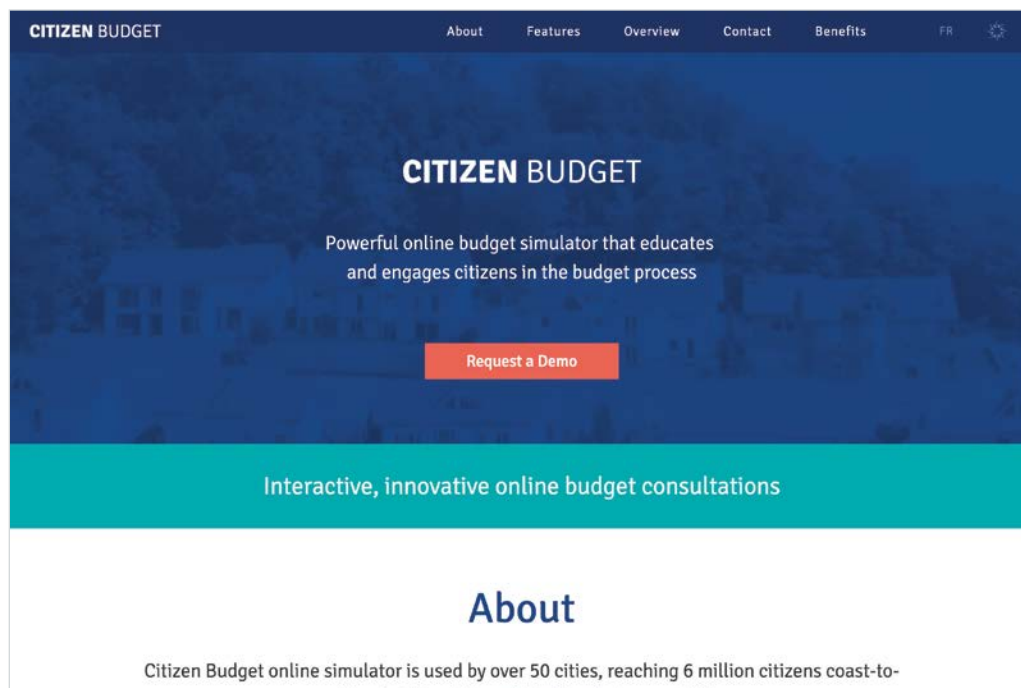 CITIZEN BUDGET About Features Overview Contact Benefits FR
CITIZEN BUDGET
Powerful online budget simulator that educates
and engages citizens in the budget process
Request a Demo
Interactive, innovative online budget consultations
About
Citizen Budget online simulator is used by over 50 cities, reaching 6 million citizens coast-to-